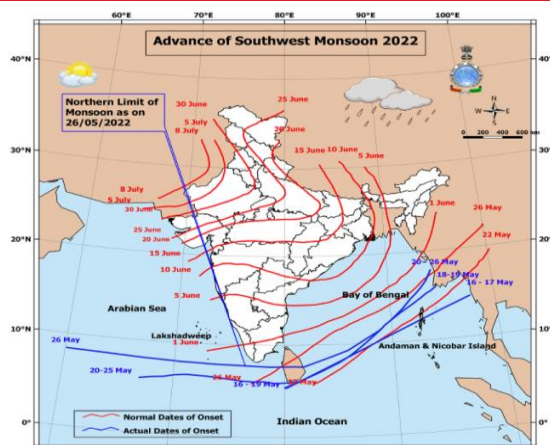 60°E
70°E
80°E
90°E
100°E
Advance of Southwest Monsoon 2022
40°N
40°N
Northern Limit of
Monsoon as on
26/05/2022
30 June
5 July
8 July
25 June
20 June
15 June
10 June
5 June
N
W
E
S
0 200 400 600
30°N
30°N
8 July
5 July
30 June
25 June
20 June
15 June
10 June
5 June
1 June
26 May
22 May
20 - 26 May
18-19 May
16 - 17 May
20°N
20°N
Arabian Sea
Bay of Bengal
Lakshadweep
Andaman & Nicobar Island
10°N
10°N
1 June
26 May
20-25 May
26 May
16 - 19 May
Indian Ocean
0°
0°
Normal Dates of Onset
Actual Dates of Onset